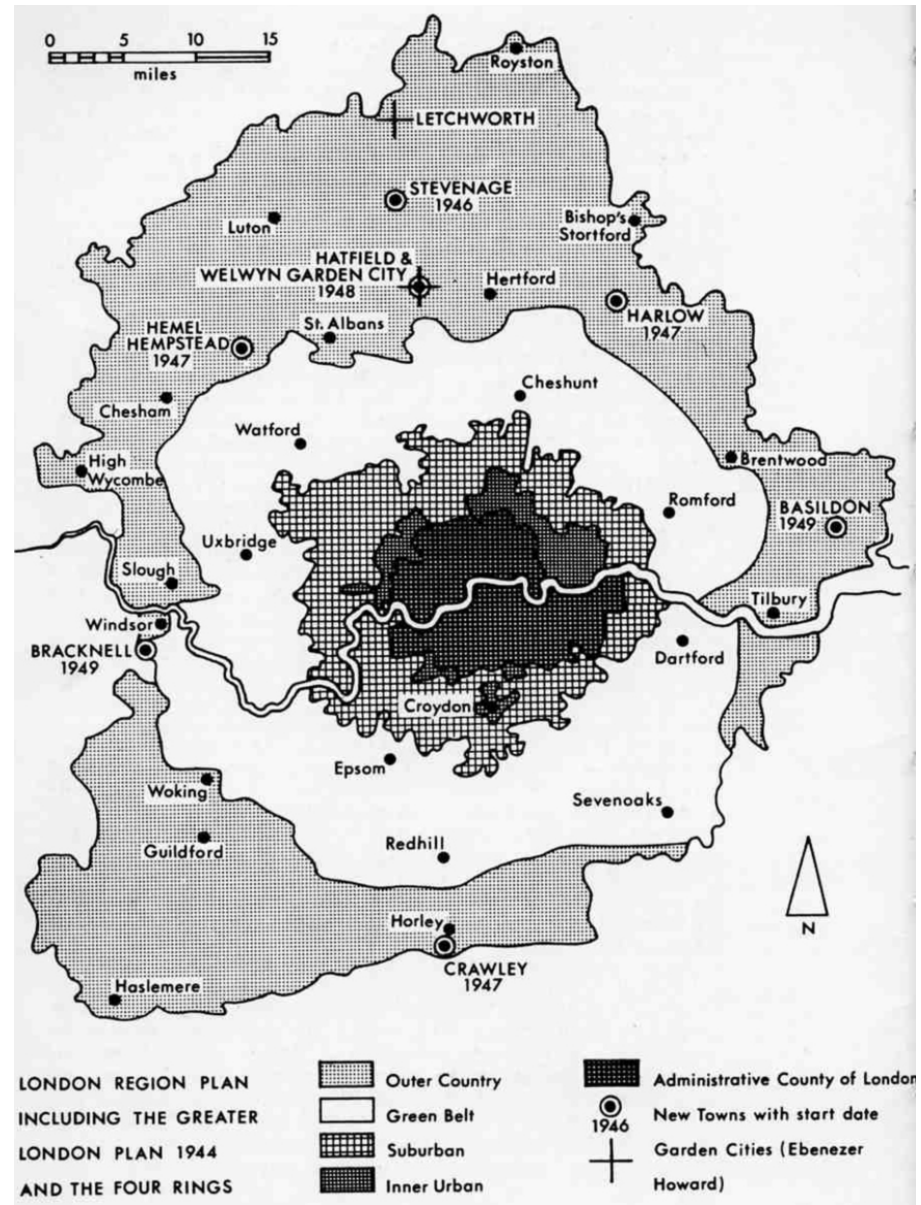 0 5 10 15
miles
Royston
LETCHWORTH
STEVENAGE
1946
Luton
Bishop's
Stortford
HATFIELD &
WELWYN GARDEN CITY
1948
Hertford
HARLOW
1947
St. Albans
HEMEL
HEMPSTEAD
1947
Cheshunt
Chesham
Watford
High
Wycombe
Brentwood
Romford
BASILDON
1949
Uxbridge
Slough
Tilbury
Windsor
BRACKNELL
1949
Dartford
Croydon
Epsom
Woking
Sevenoaks
Guildford
Redhill
N
Horley
CRAWLEY
1947
Haslemere
LONDON REGION PLAN
INCLUDING THE GREATER
LONDON PLAN 1944
AND THE FOUR RINGS
Outer Country
Green Belt
Suburban
Inner Urban
Administrative County of London
1946
New Towns with start date
Garden Cities (Ebenezer
Howard)